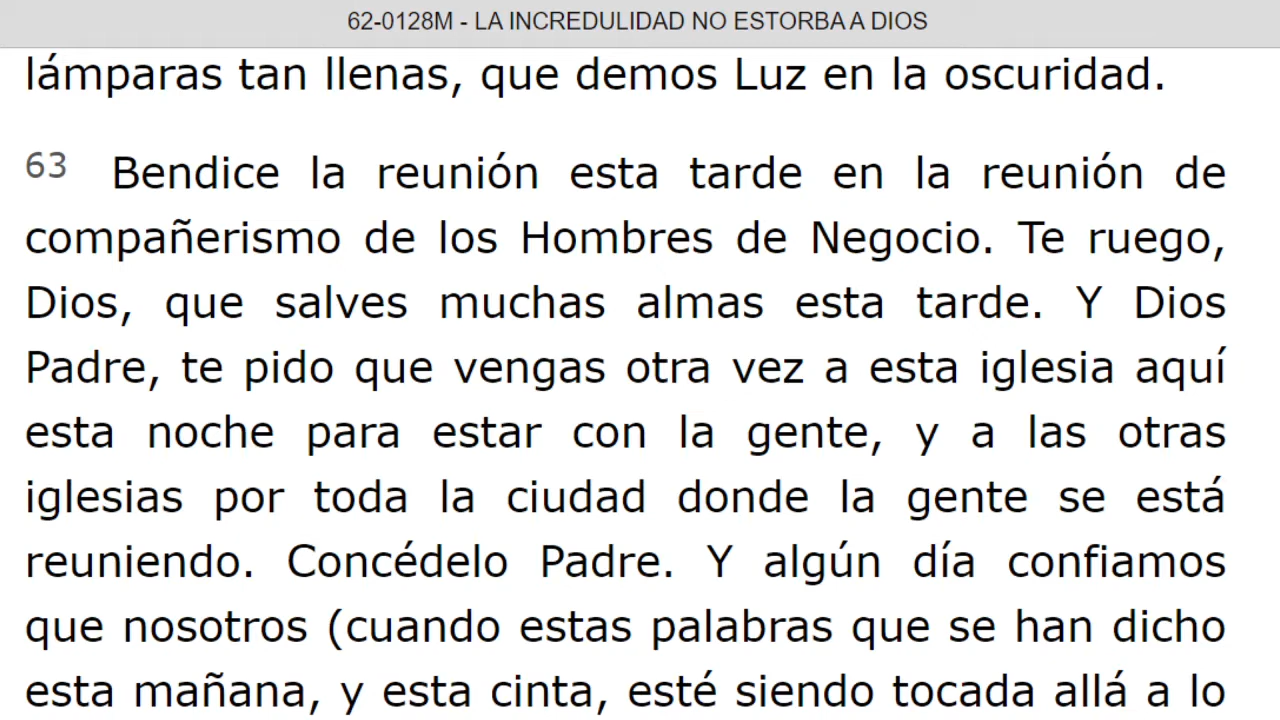 62-0128M - LA INCREDULIDAD NO ESTORBA A DIOS
lámparas tan llenas, que demos Luz en la oscuridad.
63 Bendice la reunión esta tarde en la reunión de
compañerismo de los Hombres de Negocio. Te ruego,
Dios, que salves muchas almas esta tarde. Y Dios
Padre, te pido que vengas otra vez a esta iglesia aquí
esta noche para estar con la gente, y a las otras
iglesias por toda la ciudad donde la gente se está
reuniendo. Concédelo Padre. Y algún día confiamos
que nosotros (cuando estas palabras que se han dicho
esta mañana, y esta cinta, esté siendo tocada allá a lo